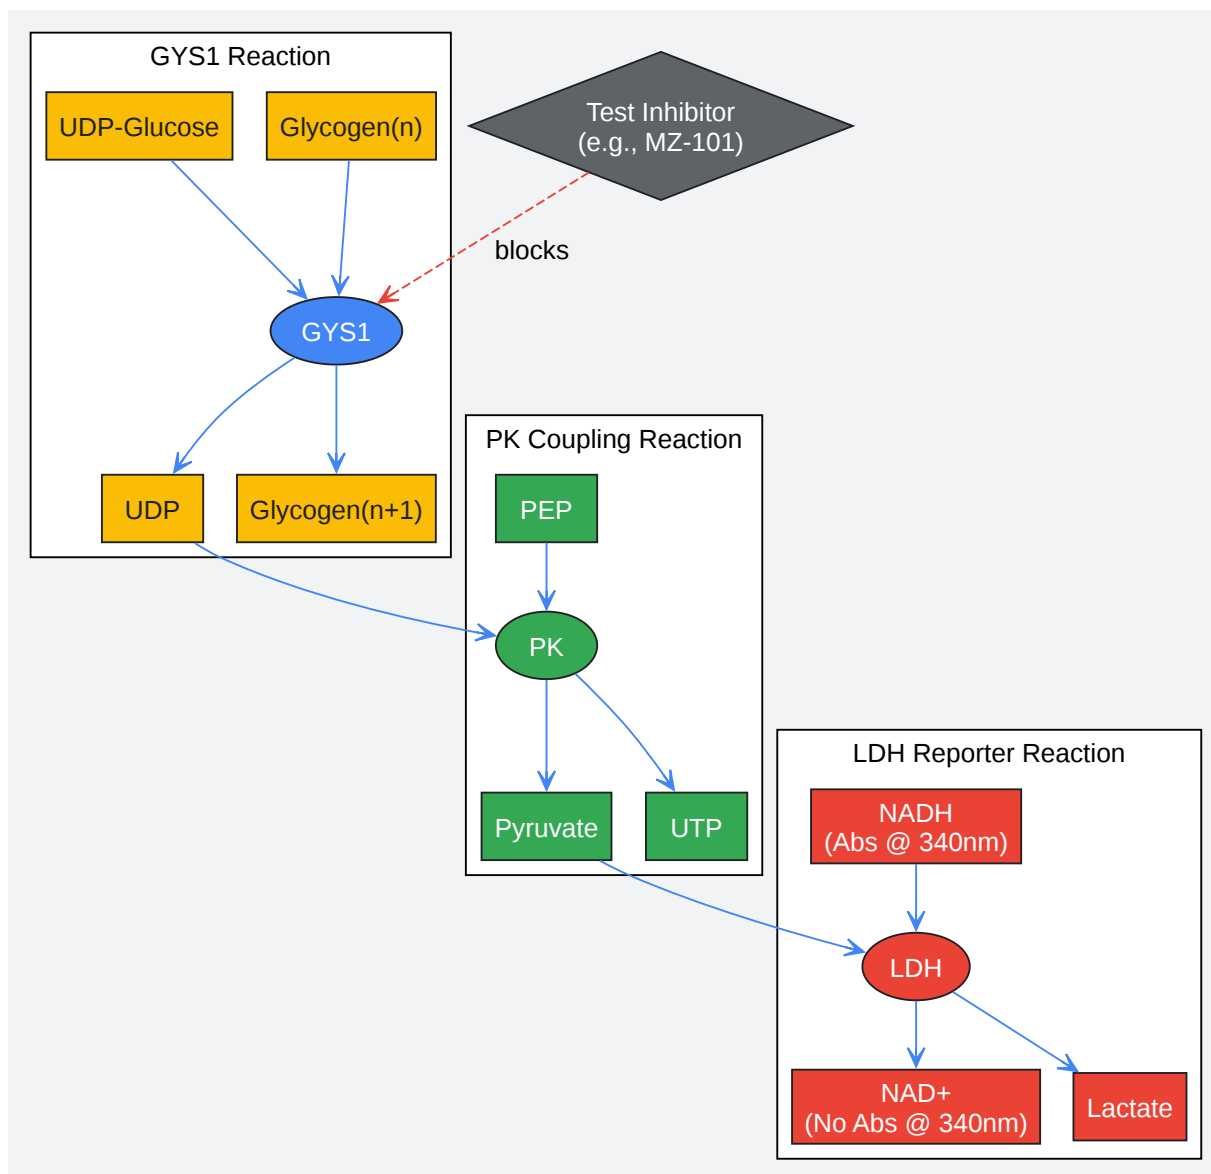 GYS1 Reaction
UDP-Glucose
Glycogen(n)
Test Inhibitor
(e.g., MZ-101)
blocks
GYS1
UDP
Glycogen(n+1)
PK Coupling Reaction
PEP
PK
Pyruvate
UTP
LDH Reporter Reaction
NADH
(Abs @ 340nm)
LDH
NAD+
(No Abs @ 340nm)
Lactate